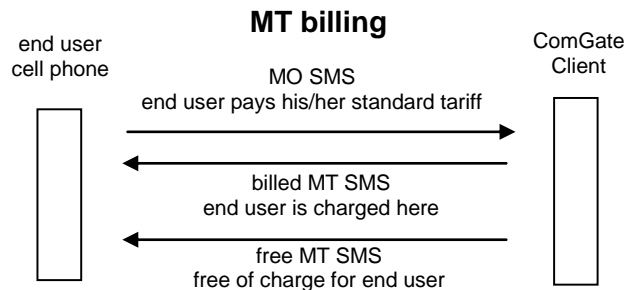 MT billing
end user
cell phone
ComGate
Client
MO SMS
end user pays his/her standard tariff
billed MT SMS
end user is charged here
free MT SMS
free of charge for end user